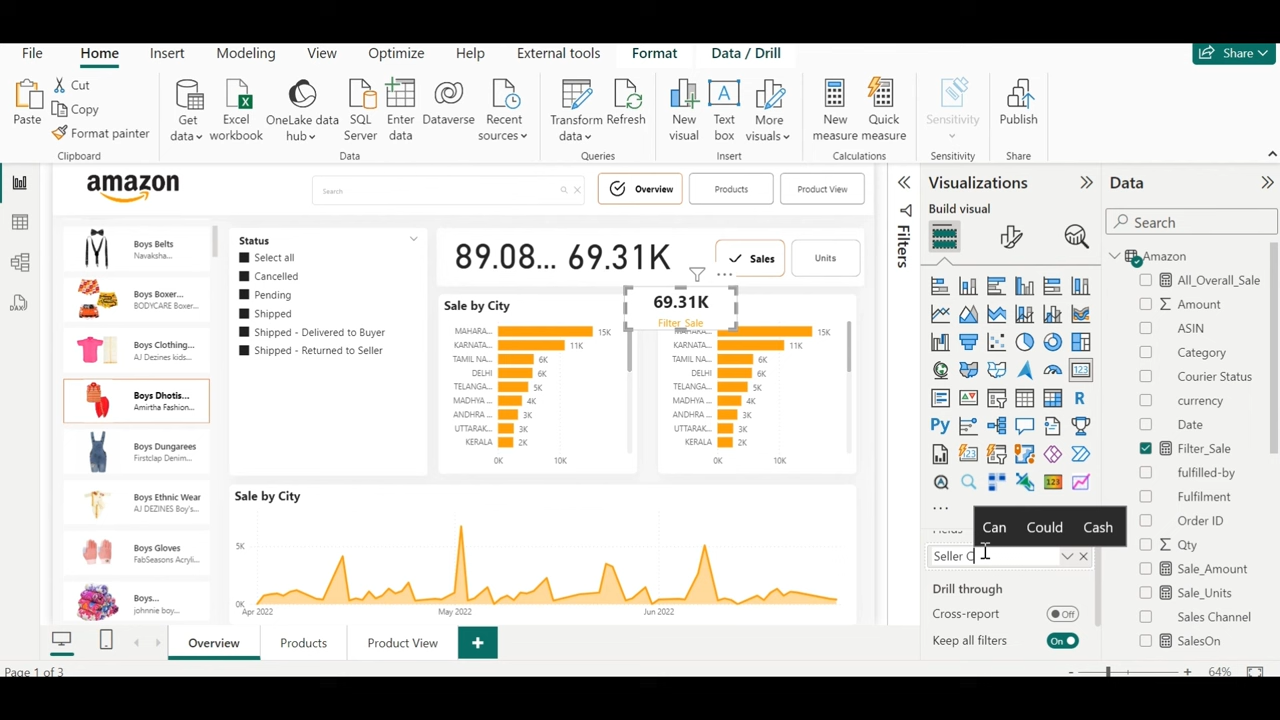 File Home Insert Modeling View Optimize Help External tools Format Data / Drill Share
Paste
Cut
Copy
Format painter
Clipboard
Get data
Excel workbook
OneLake data hub
SQL Server
Enter data
Dataverse
Recent sources
Data
Transform data
Refresh
Queries
New visual
Text box
More visuals
Insert
New measure
Quick measure
Calculations
Sensitivity
Sensitivity
Publish
Share
amazon
Search
Overview
Products
Product View
Boys Belts
Navaksha...
Boys Boxer...
BODYCARE Boxer...
Boys Clothing...
AJ Dezines kids...
Boys Dhotis...
Amirtha Fashion...
Boys Dungarees
Firstclap Denim...
Boys Ethnic Wear
AJ DEZINES Boy's...
Boys Gloves
FabSeasons Acryli...
Boys...
johnnie boy...
Status
Select all
Cancelled
Pending
Shipped
Shipped - Delivered to Buyer
Shipped - Returned to Seller
89.08... 69.31K
Sales
Units
69.31K
Filter_Sale
Sale by City
MAHARA... 15K
KARNATA... 11K
TAMIL NA... 6K
DELHI 6K
TELANGA... 5K
MADHYA ... 4K
ANDHRA ... 3K
UTTARAK... 3K
KERALA 2K
0K 10K
MAHARA... 15K
KARNATA... 11K
TAMIL NA... 6K
DELHI 6K
TELANGA... 5K
MADHYA ... 4K
ANDHRA ... 3K
UTTARAK... 3K
KERALA 2K
0K 10K
Sale by City
5K
0K
Apr 2022 May 2022 Jun 2022
Filters
Visualizations
Build visual
123
R
Py
123
Can Could Cash
Seller C
Drill through
Cross-report Off
Keep all filters On
Data
Search
Amazon
All_Overall_Sale
Amount
ASIN
Category
Courier Status
currency
Date
Filter_Sale
fulfilled-by
Fulfilment
Order ID
Qty
Sale_Amount
Sale_Units
Sales Channel
SalesOn
Overview Products Product View
Page 1 of 3
64%